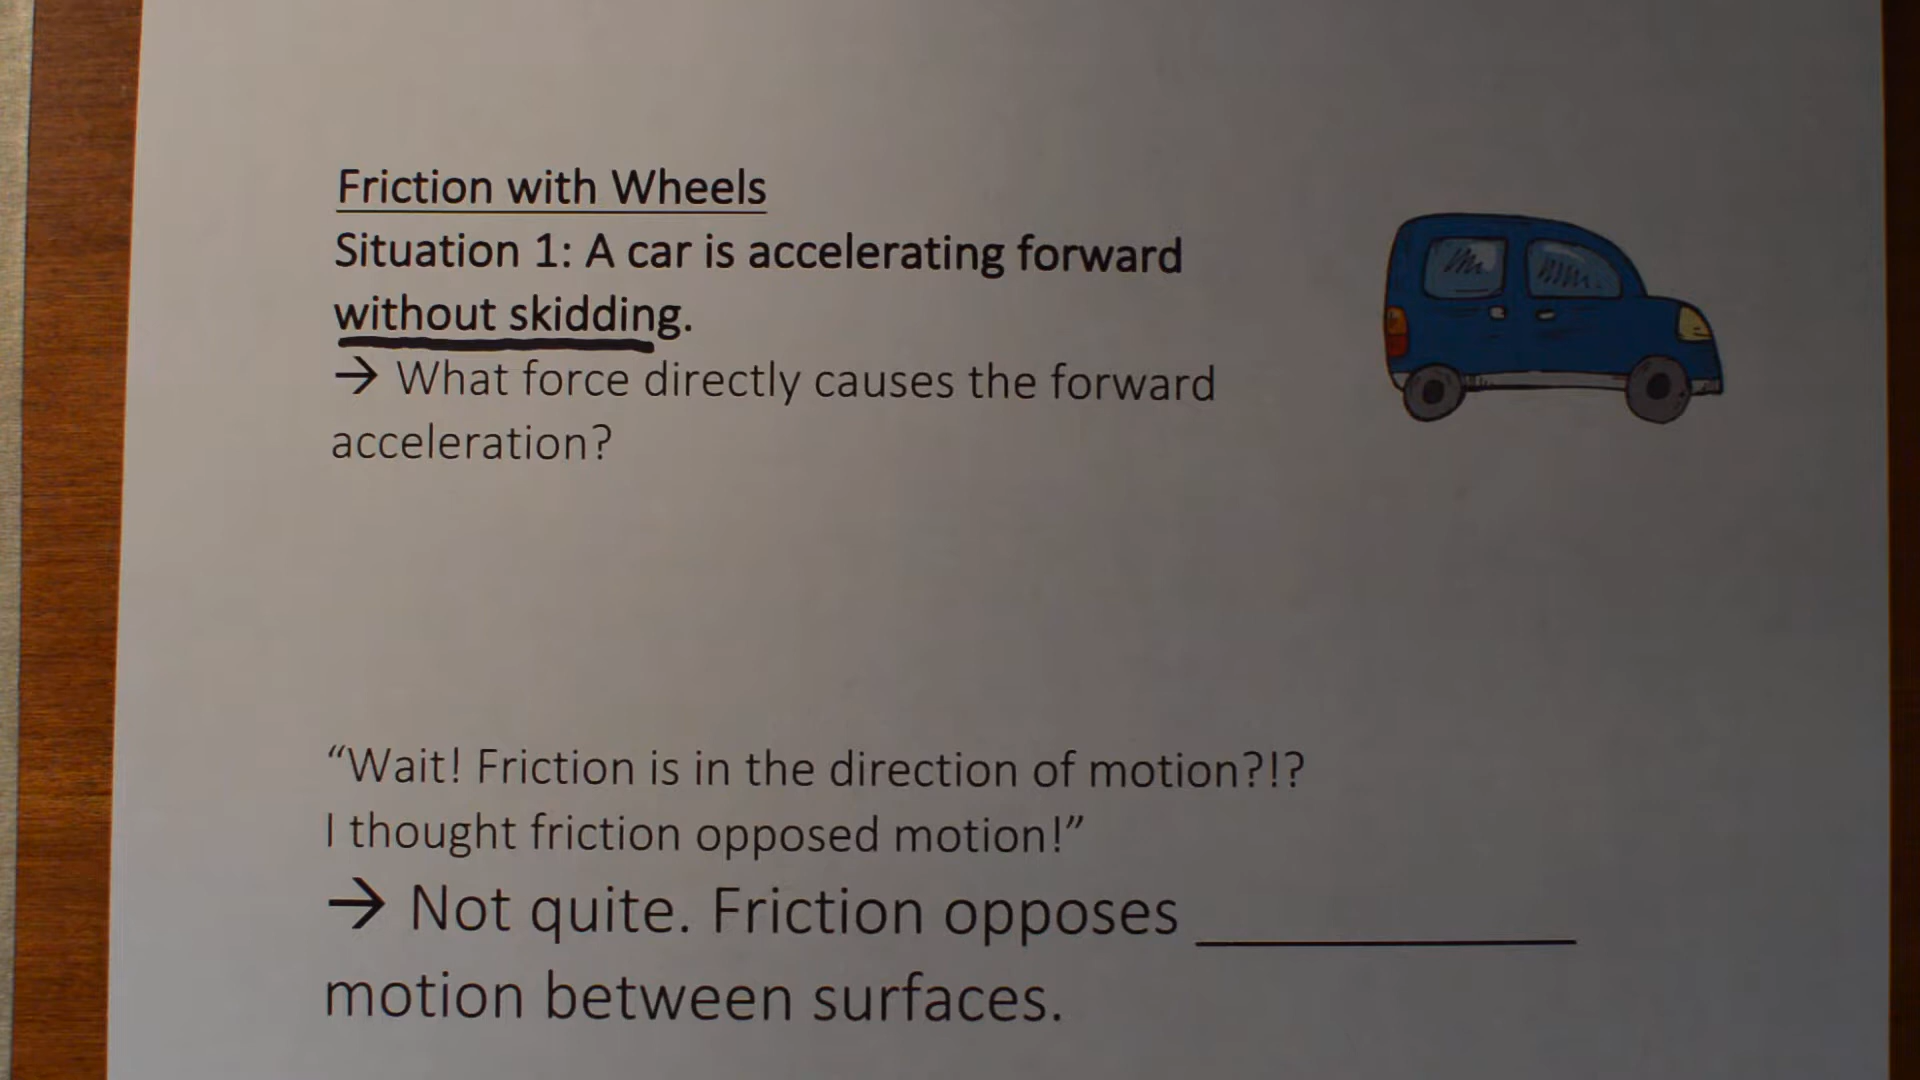 Friction with Wheels
Situation 1: A car is accelerating forward
without skidding.
→ What force directly causes the forward
acceleration?
“Wait! Friction is in the direction of motion?!?
I thought friction opposed motion!”
→ Not quite. Friction opposes ____________
motion between surfaces.